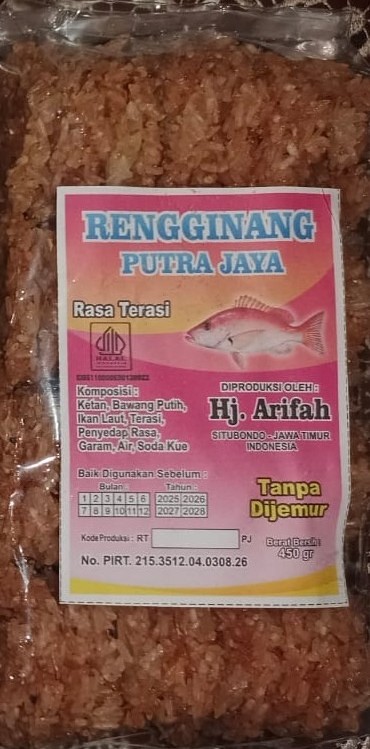 RENGGINANG
PUTRA JAYA
Rasa Terasi
HALAL
INDONESIA
Komposisi :
Ketan, Bawang Putih,
Ikan Laut, Terasi,
Penyedap Rasa,
Garam, Air, Soda Kue
DIPRODUKSI OLEH :
Hj. Arifah
SITUBONDO - JAWA TIMUR
INDONESIA
Baik Digunakan Sebelum :
Bulan : Tahun :
1 2 3 4 5 6 2025 2026
7 8 9 10 11 12 2027 2028
Tanpa
Dijemur
Kode Produksi : RT PJ
Berat Bersih:
450 gr
No. PIRT. 215.3512.04.0308.26